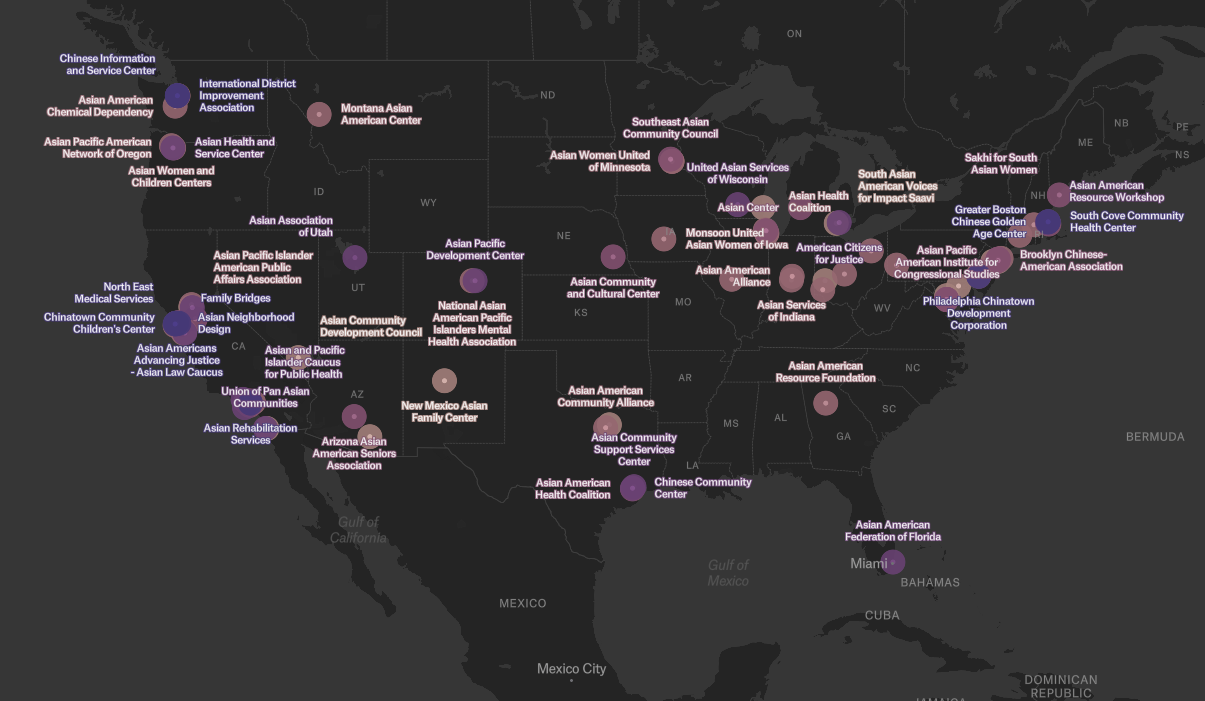 ON
Chinese Information
and Service Center
International District
Improvement
Association
Asian American
Chemical Dependency
Montana Asian
American Center
ND
Asian Pacific American
Network of Oregon
Asian Health and
Service Center
Asian Women and
Children Centers
Southeast Asian
Community Council
Asian Women United
of Minnesota
United Asian Services
of Wisconsin
NB
PE
ME
NS
Sakhi for South
Asian Women
South Asian
American Voices
for Impact Saavi
NH
Asian American
Resource Workshop
ID
WY
Asian Center
Asian Health
Coalition
Greater Boston
Chinese Golden
Age Center
South Cove Community
Health Center
RI
Asian Association
of Utah
NE
IA
Monsoon United
Asian Women of Iowa
American Citizens
for Justice
Asian Pacific
American Institute for
Congressional Studies
Brooklyn Chinese-
American Association
Asian Pacific Islander
American Public
Affairs Association
Asian Pacific
Development Center
UT
Asian Community
and Cultural Center
Asian American
Alliance
North East
Medical Services
Family Bridges
Chinatown Community
Children's Center
Asian Neighborhood
Design
National Asian
American Pacific
Islanders Mental
Health Association
KS
MO
Asian Services
of Indiana
WV
Philadelphia Chinatown
Development
Corporation
Asian Community
Development Council
CA
Asian Americans
Advancing Justice
- Asian Law Caucus
Asian and Pacific
Islander Caucus
for Public Health
AR
Asian American
Resource Foundation
NC
Union of Pan Asian
Communities
AZ
New Mexico Asian
Family Center
Asian American
Community Alliance
MS
AL
GA
SC
Asian Rehabilitation
Services
Arizona Asian
American Seniors
Association
Asian Community
Support Services
Center
LA
BERMUDA
Asian American
Health Coalition
Chinese Community
Center
Gulf of
California
Asian American
Federation of Florida
Gulf of
Mexico
Miami
BAHAMAS
MEXICO
CUBA
Mexico City
DOMINICAN
REPUBLIC
JAMAICA